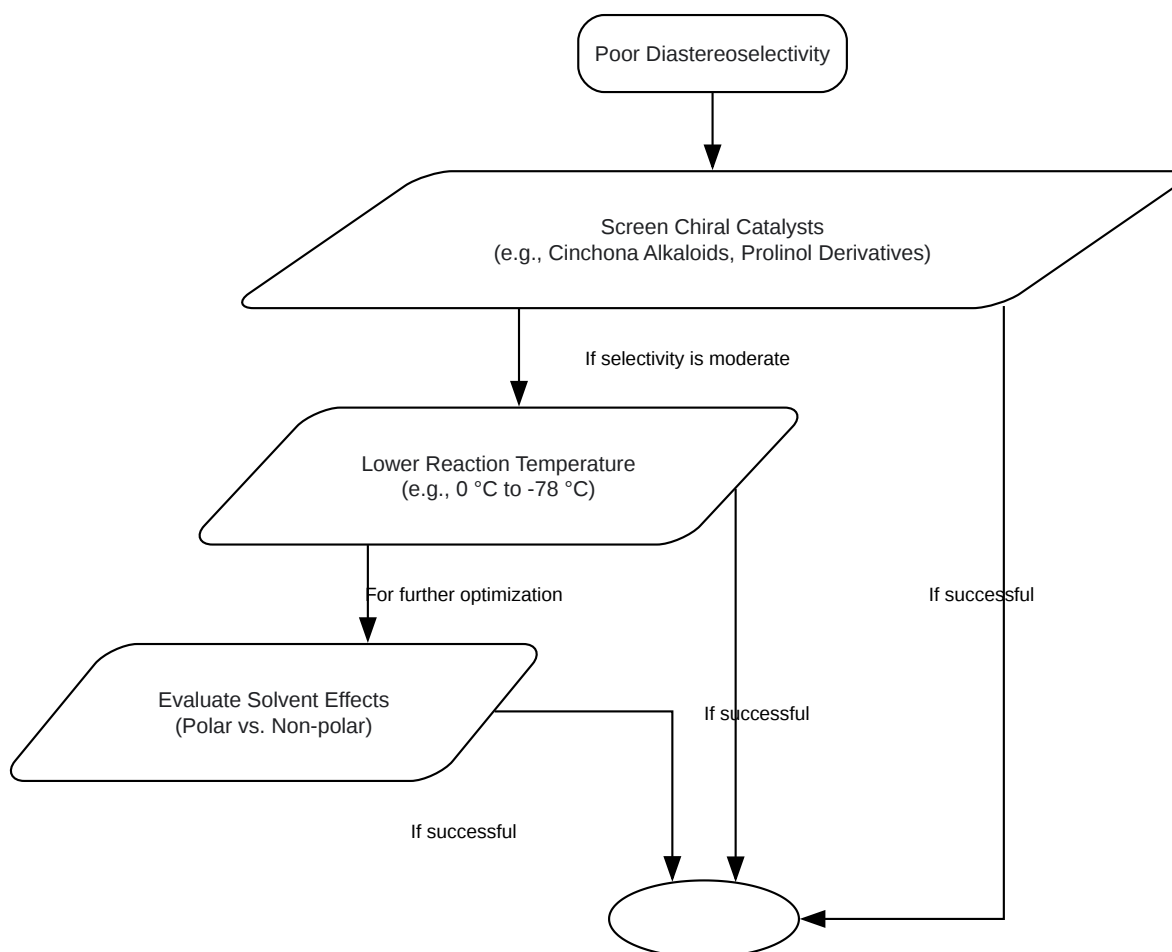 Poor Diastereoselectivity
Screen Chiral Catalysts
(e.g., Cinchona Alkaloids, Prolinol Derivatives)
If selectivity is moderate
Lower Reaction Temperature
(e.g., 0 °C to -78 °C)
For further optimization
If successful
Evaluate Solvent Effects
(Polar vs. Non-polar)
If successful
If successful